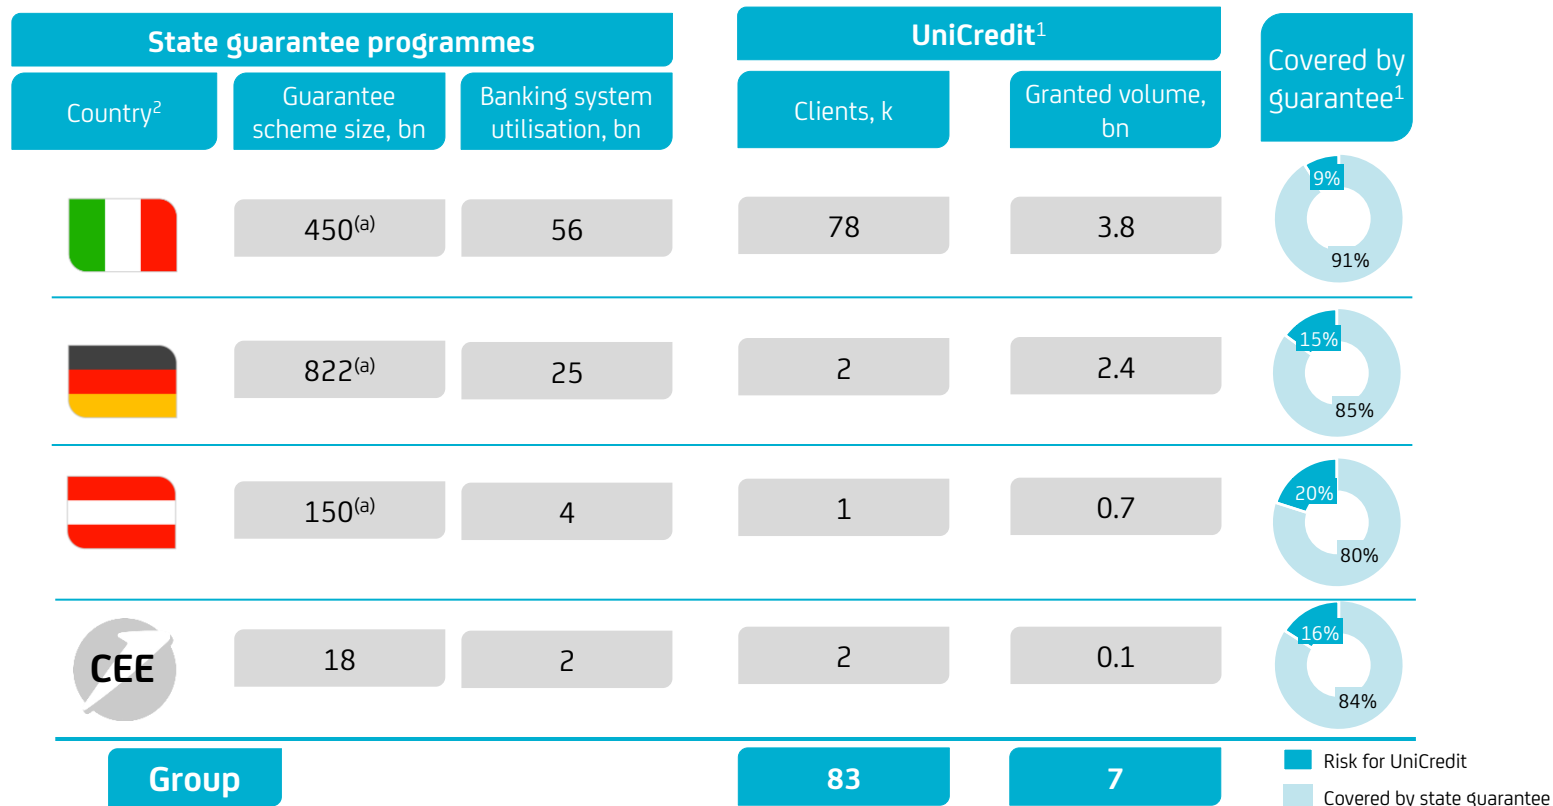 State guarantee programmes
UniCredit1
Covered by
guarantee1
Country2
Guarantee
scheme size, bn
Banking system
utilisation, bn
Clients, k
Granted volume,
bn
450(a)
56
78
3.8
9%
91%
822(a)
25
2
2.4
15%
85%
150(a)
4
1
0.7
20%
80%
CEE
18
2
2
0.1
16%
84%
Group
83
7
Risk for UniCredit
Covered by state guarantee